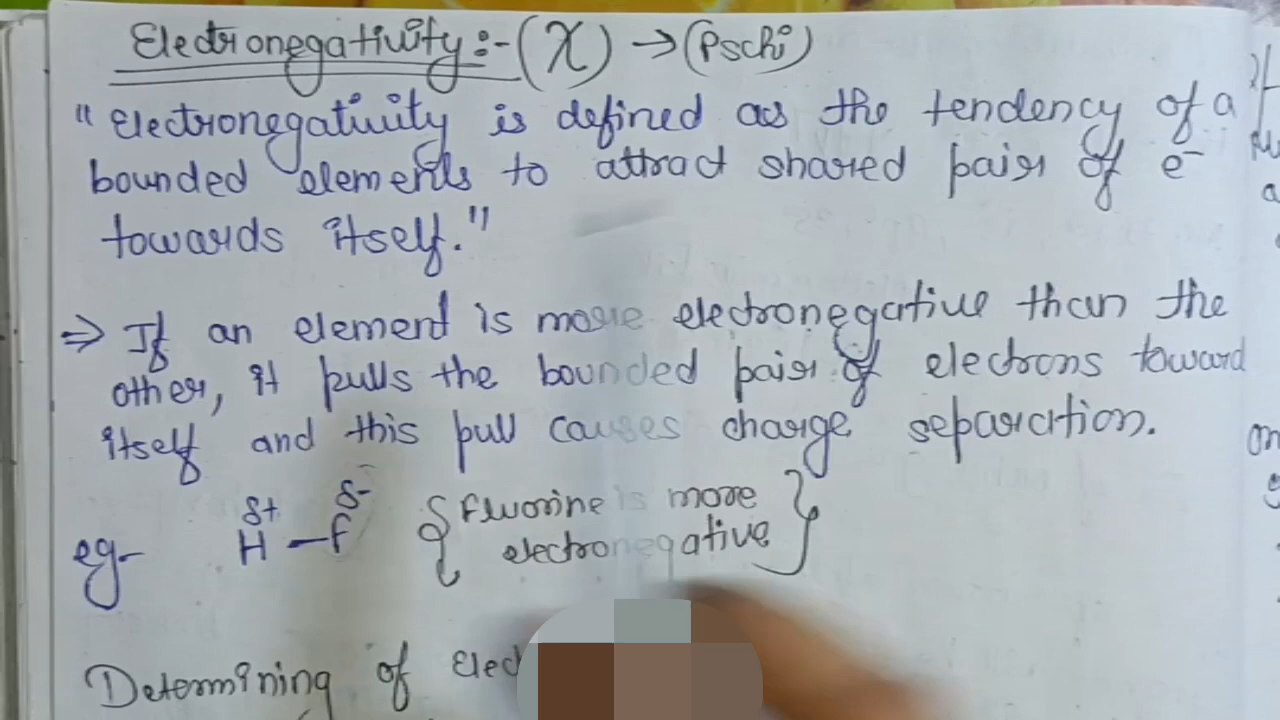 Electronegativity :- (χ) → (Pschi)
"Electronegativity is defined as the tendency of a
bounded elements to attract shared pair of e⁻
towards itself."
⇒ If an element is more electronegative than the
other, it pulls the bounded pair of electrons toward
itself and this pull causes charge separation.
δ+ δ-
eg- H - F { Fluorine is more
electronegative }
Determining of Elec